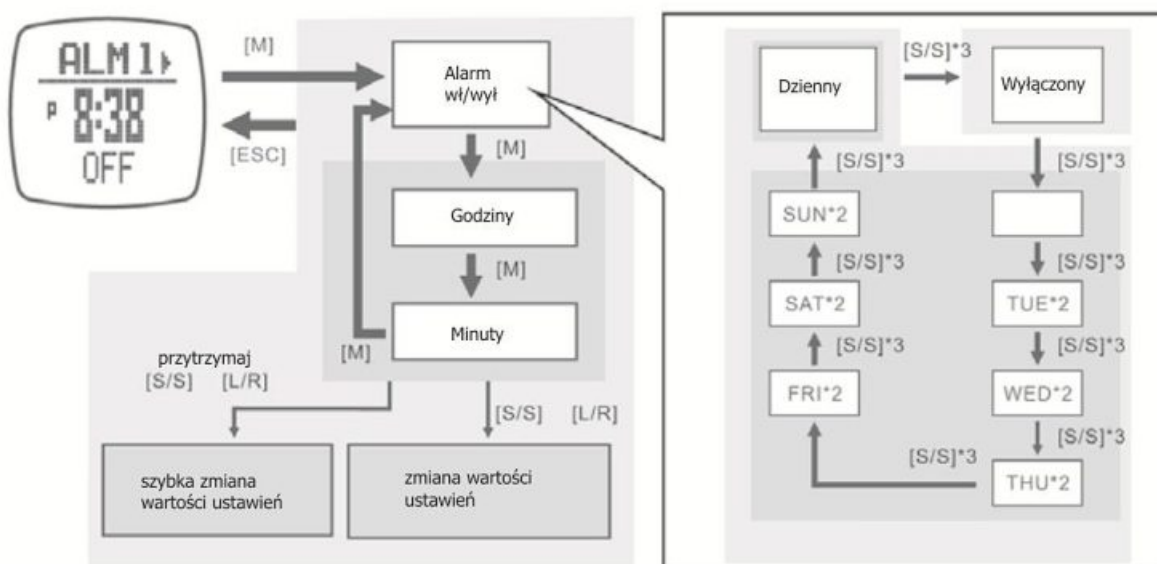 ALM1
P 8:38
OFF
[M]
[ESC]
Alarm
wł/wył
[M]
Godziny
[M]
Minuty
[M]
przytrzymaj
[S/S] [L/R]
[S/S] [L/R]
szybka zmiana
wartości ustawień
zmiana wartości
ustawień
Dzienny
[S/S]*3
Wyłączony
[S/S]*3
[S/S]*3
SUN*2
[S/S]*3
[S/S]*3
SAT*2
TUE*2
[S/S]*3
[S/S]*3
FRI*2
WED*2
[S/S]*3
[S/S]*3
THU*2